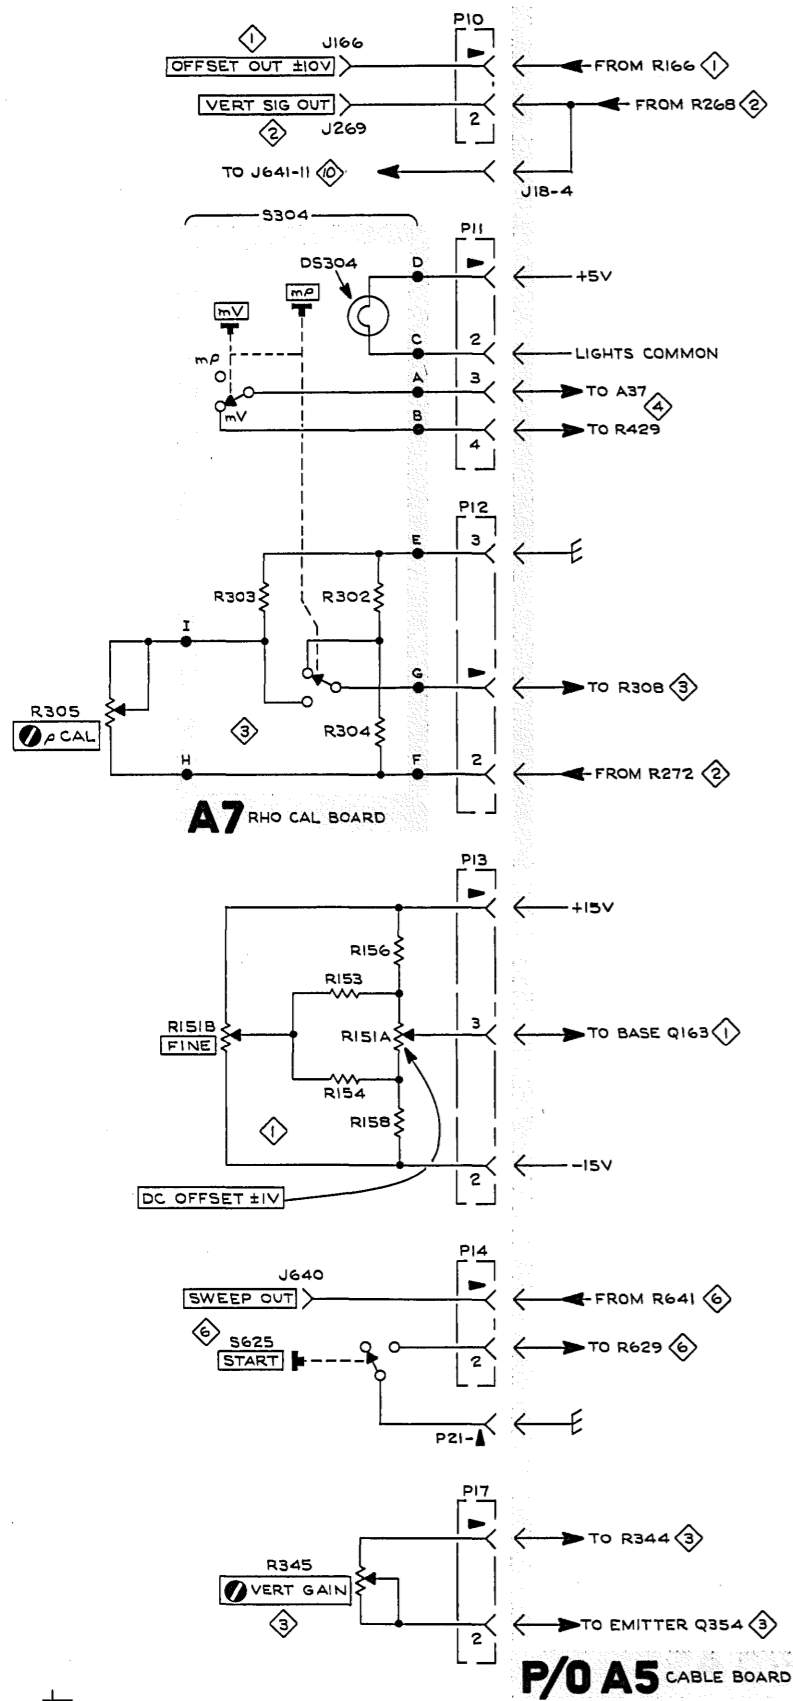 P10
1
J166
OFFSET OUT ±10V
FROM R166 1
VERT SIG OUT
2
FROM R268 2
2
J269
TO J641-11 10
J18-4
S304
P11
DS304
D
+5V
mρ
mV
C
2
LIGHTS COMMON
mρ
A
3
TO A37
4
mV
B
TO R429
4
P12
E
3
R303
R302
I
G
TO R308 3
R305
ρ CAL
3
R304
H
F
2
FROM R272 2
A7 RHO CAL BOARD
P13
+15V
R156
R153
R151B
FINE
R151A
3
TO BASE Q163 1
R154
R158
1
-15V
2
DC OFFSET ±1V
P14
J640
SWEEP OUT
FROM R641 6
6
S625
START
TO R629 6
2
P21-
P17
TO R344 3
R345
VERT GAIN
3
TO EMITTER Q354 3
2
P/O A5 CABLE BOARD